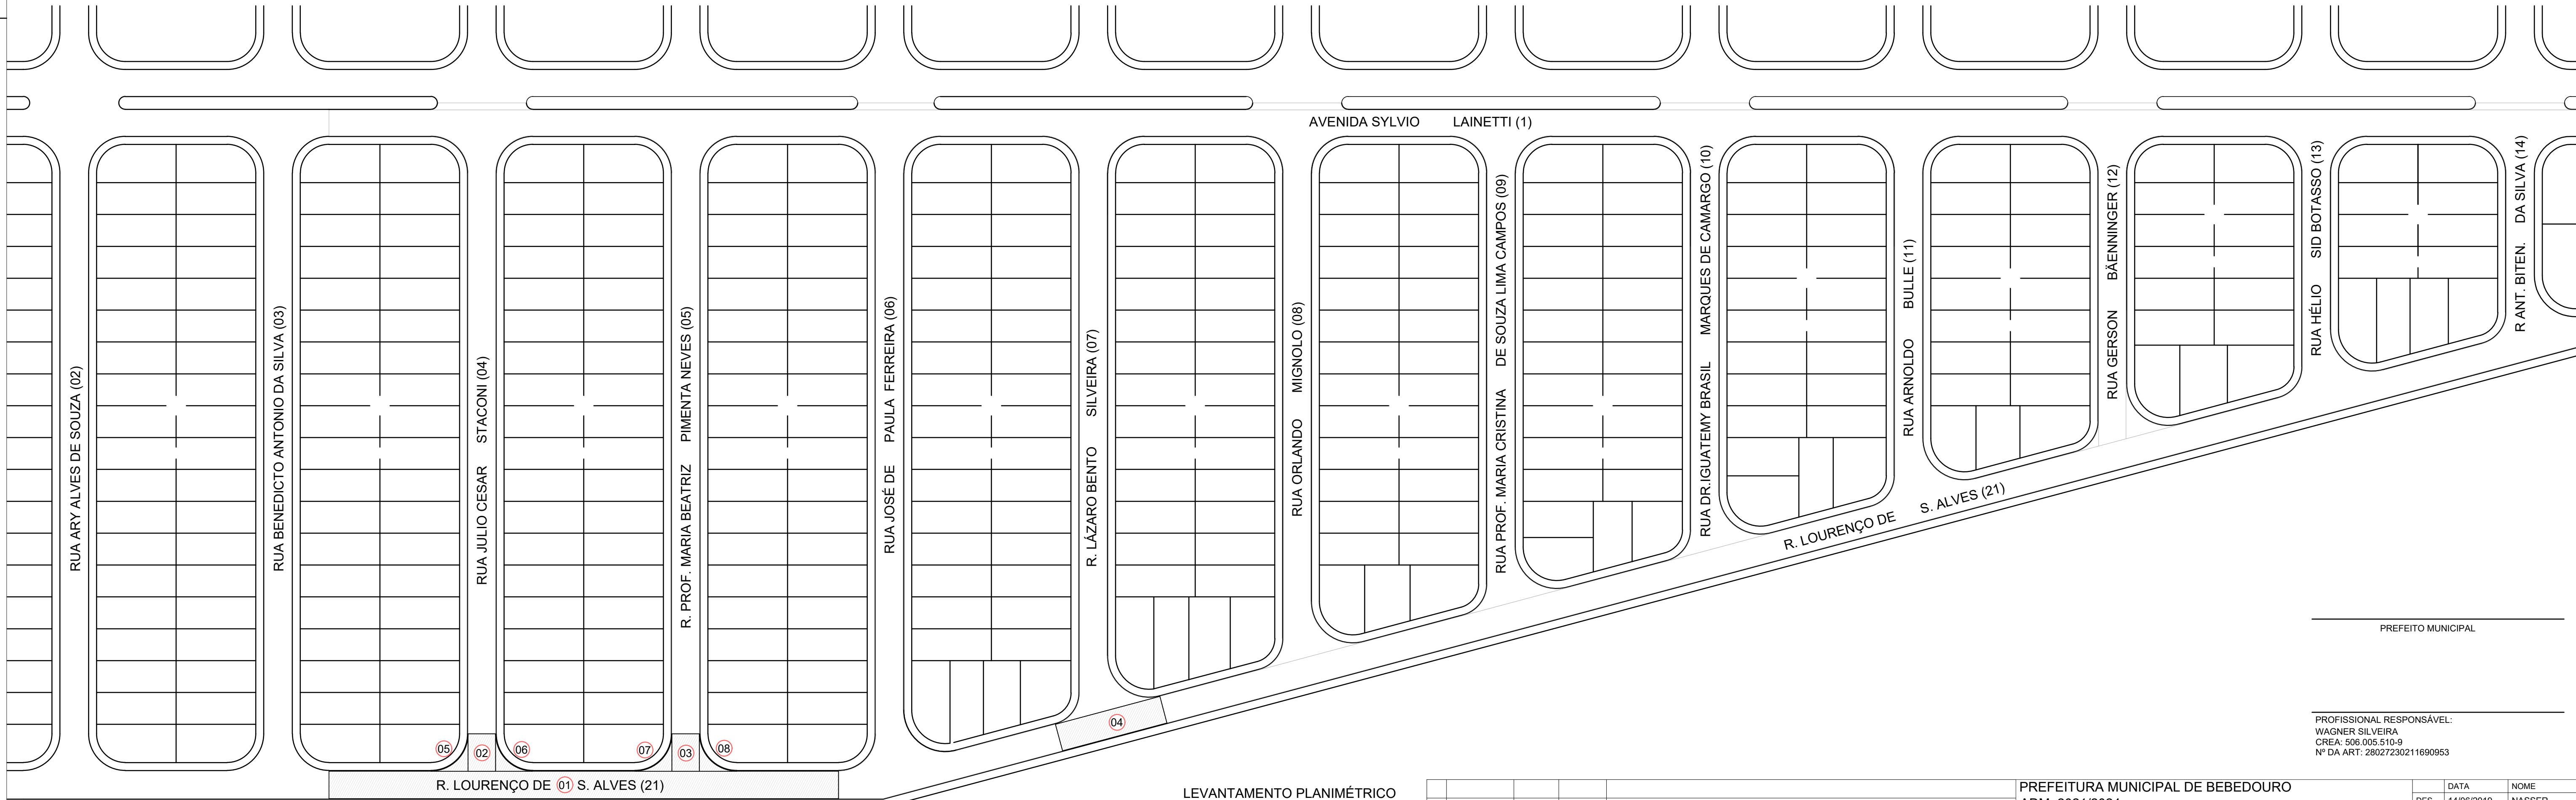 AVENIDA SYLVIO LAINETTI (1)
RUA ARY ALVES DE SOUZA (02)
RUA BENEDICTO ANTONIO DA SILVA (03)
RUA JULIO CESAR STACONI (04)
R. PROF. MARIA BEATRIZ PIMENTA NEVES (05)
RUA JOSÉ DE PAULA FERREIRA (06)
R. LÁZARO BENTO SILVEIRA (07)
RUA ORLANDO MIGNOLO (08)
RUA PROF. MARIA CRISTINA DE SOUZA LIMA CAMPOS (09)
RUA DR.IGUATEMY BRASIL MARQUES DE CAMARGO (10)
RUA ARNOLDO BULLE (11)
RUA GERSON BÄENNINGER (12)
RUA HÉLIO SID BOTASSO (13)
R ANT. BITEN. DA SILVA (14)
R. LOURENÇO DE S. ALVES (21)
04
05
02
06
07
03
08
R. LOURENÇO DE 01 S. ALVES (21)
PREFEITO MUNICIPAL
PROFISSIONAL RESPONSÁVEL:
WAGNER SILVEIRA
CREA: 506.005.510-9
Nº DA ART: 28027230211690953
LEVANTAMENTO PLANIMÉTRICO
PREFEITURA MUNICIPAL DE BEBEDOURO
DATA NOME